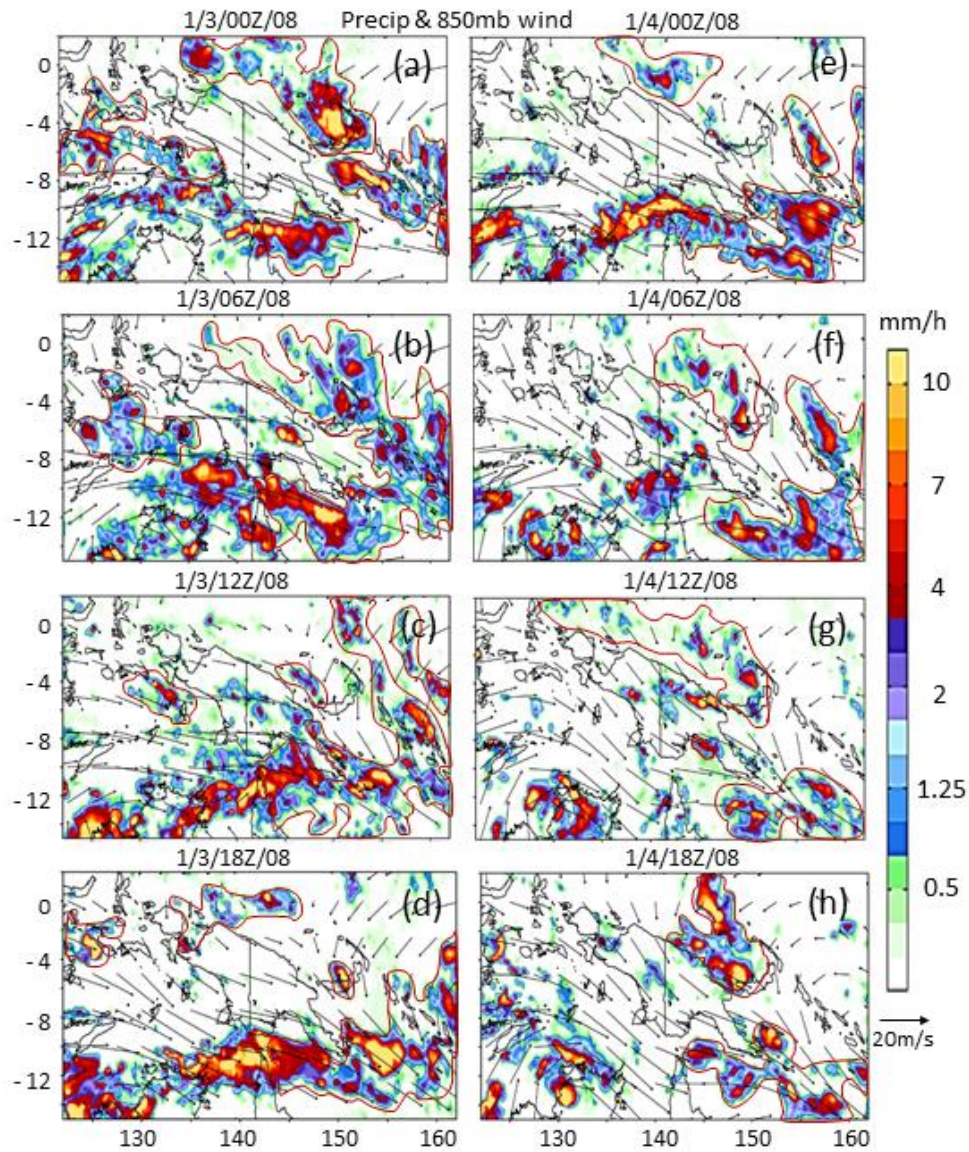 1/3/00Z/08 Precip & 850mb wind 1/4/00Z/08
(a) (e)
0
-4
-8
-12
1/3/06Z/08 1/4/06Z/08
(b) (f)
0
-4
-8
-12
1/3/12Z/08 1/4/12Z/08
(c) (g)
0
-4
-8
-12
1/3/18Z/08 1/4/18Z/08
(d) (h)
0
-4
-8
-12
130 140 150 160 130 140 150 160
mm/h
10
7
4
2
1.25
0.5
20m/s